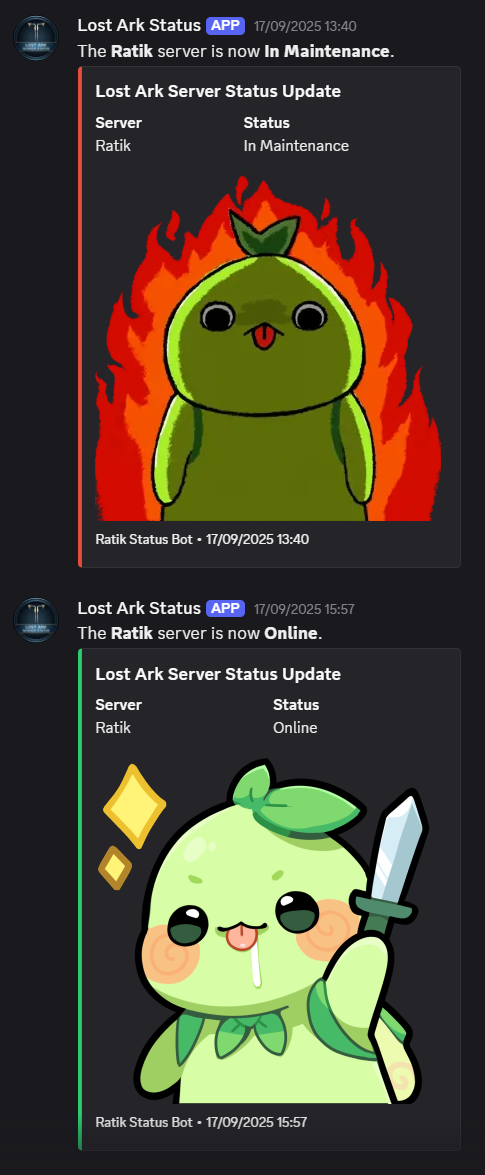 Lost Ark Status APP 17/09/2025 13:40
The Ratik server is now In Maintenance.
Lost Ark Server Status Update
Server Status
Ratik In Maintenance
Ratik Status Bot • 17/09/2025 13:40
Lost Ark Status APP 17/09/2025 15:57
The Ratik server is now Online.
Lost Ark Server Status Update
Server Status
Ratik Online
Ratik Status Bot • 17/09/2025 15:57